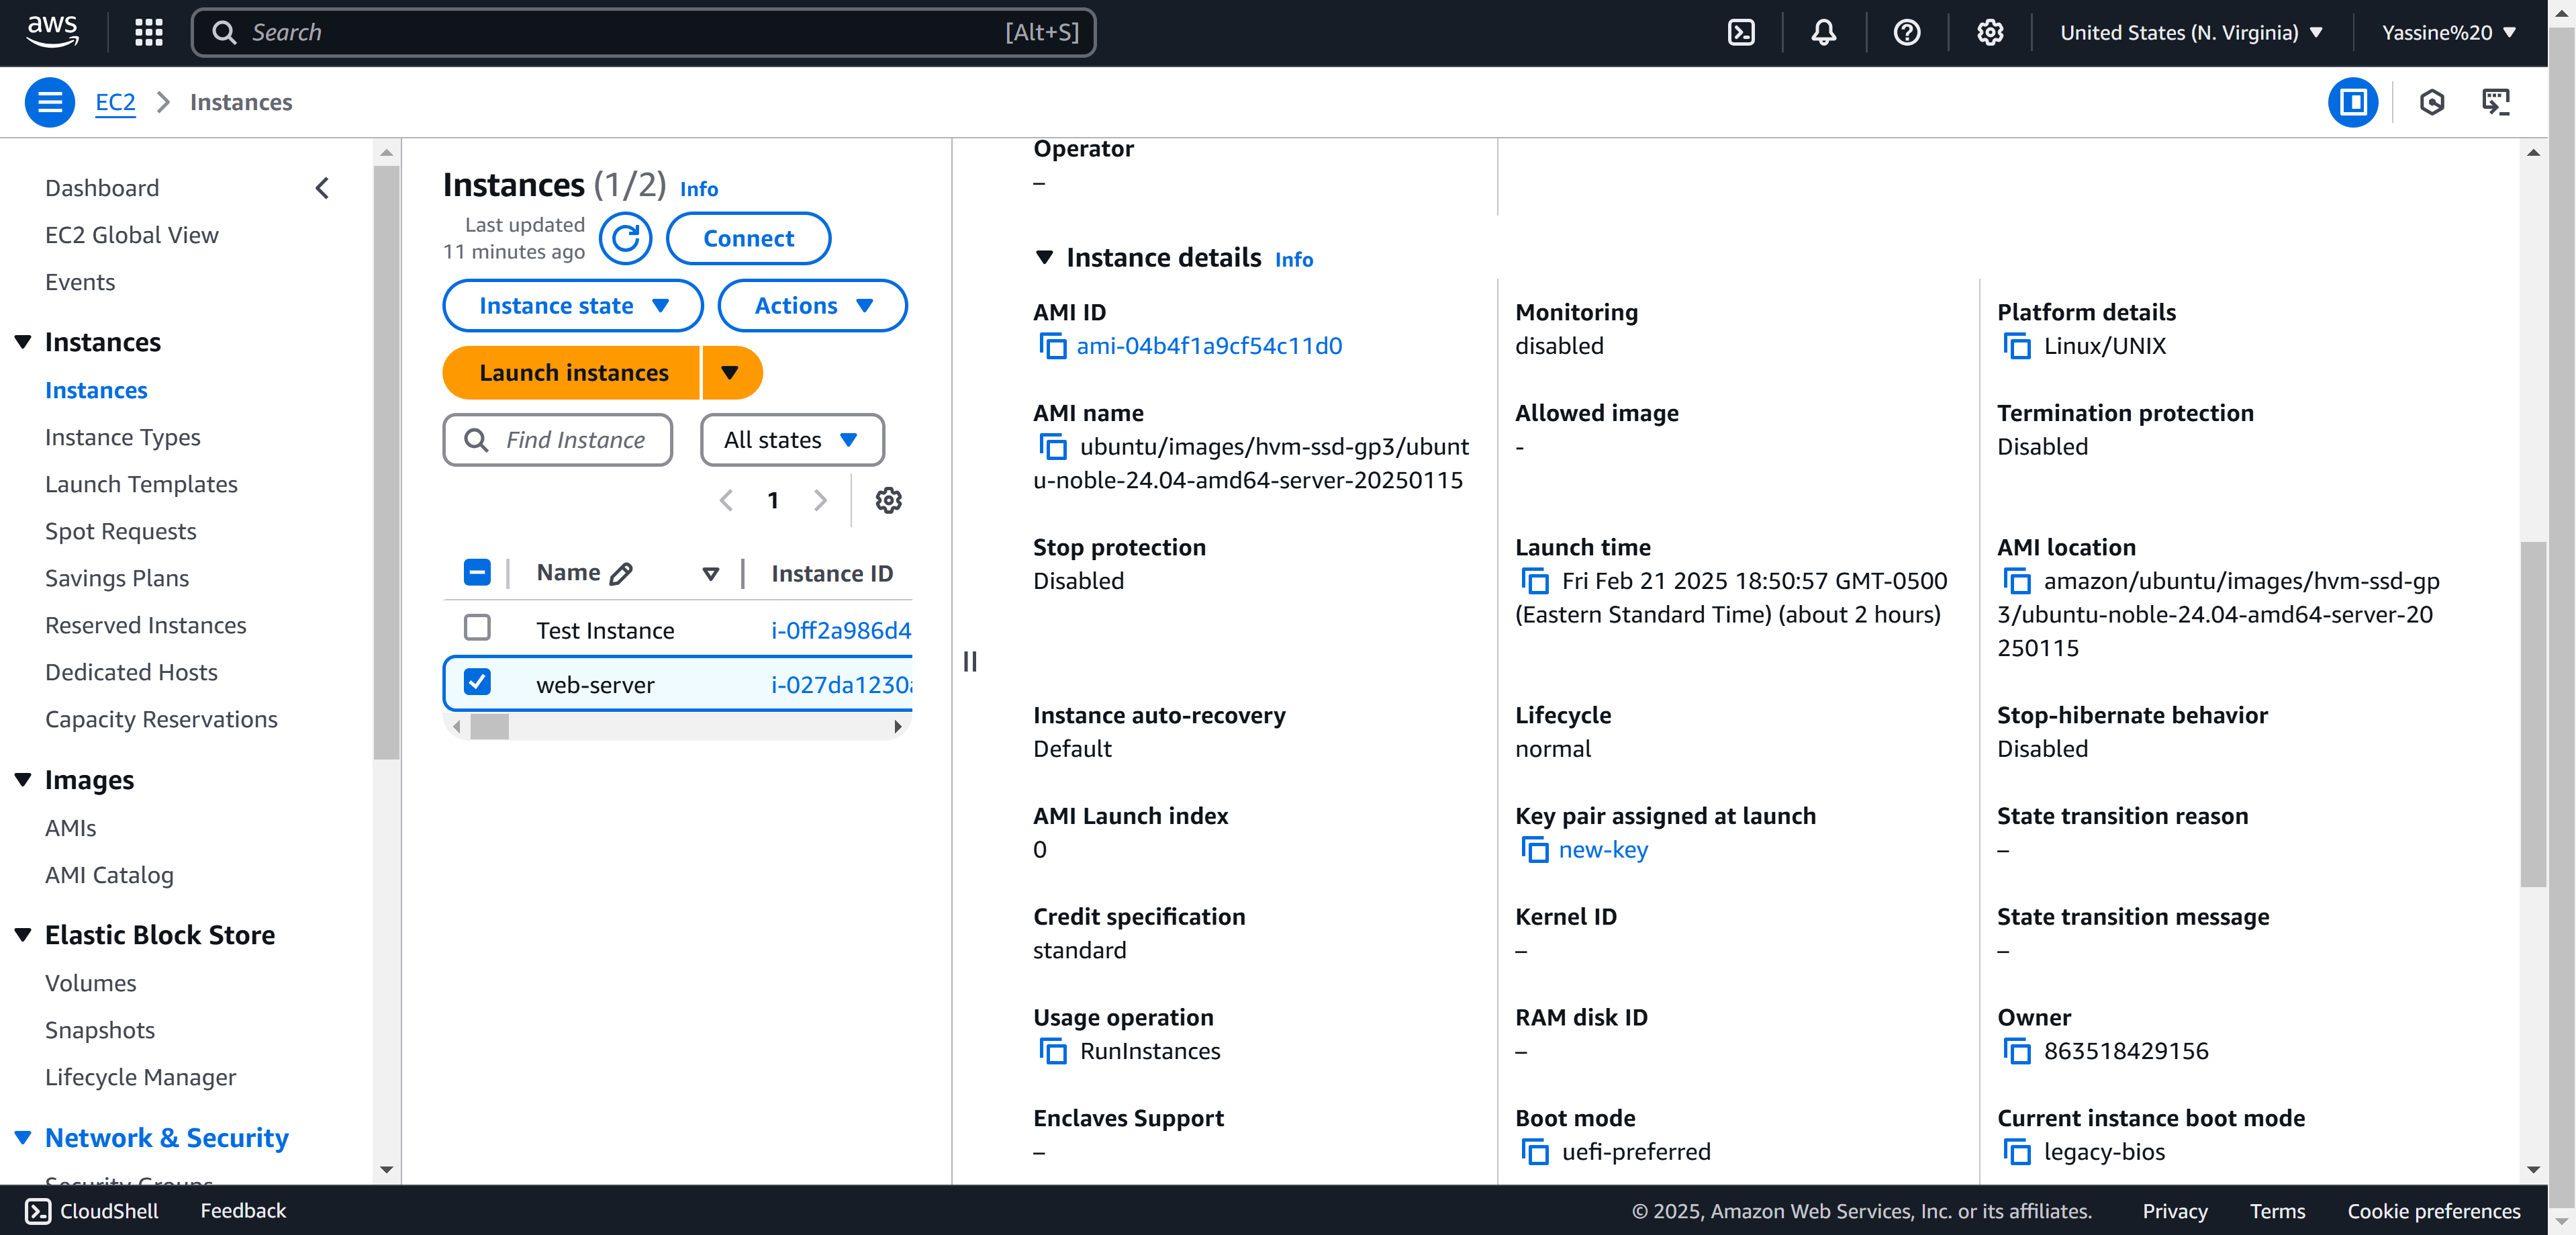 aws
Search [Alt+S]
United States (N. Virginia)
Yassine%20
EC2
Instances
Dashboard
EC2 Global View
Events
Instances
Instances
Instance Types
Launch Templates
Spot Requests
Savings Plans
Reserved Instances
Dedicated Hosts
Capacity Reservations
Images
AMIs
AMI Catalog
Elastic Block Store
Volumes
Snapshots
Lifecycle Manager
Network & Security
Security Groups
Instances (1/2) Info
Last updated
11 minutes ago
Connect
Instance state
Actions
Launch instances
Find Instance
All states
1
Name
Instance ID
Test Instance i-0ff2a986d4
web-server i-027da1230
Operator
–
Instance details Info
AMI ID
ami-04b4f1a9cf54c11d0
Monitoring
disabled
Platform details
Linux/UNIX
AMI name
ubuntu/images/hvm-ssd-gp3/ubunt
u-noble-24.04-amd64-server-20250115
Allowed image
-
Termination protection
Disabled
Stop protection
Disabled
Launch time
Fri Feb 21 2025 18:50:57 GMT-0500
(Eastern Standard Time) (about 2 hours)
AMI location
amazon/ubuntu/images/hvm-ssd-gp
3/ubuntu-noble-24.04-amd64-server-20
250115
Instance auto-recovery
Default
Lifecycle
normal
Stop-hibernate behavior
Disabled
AMI Launch index
0
Key pair assigned at launch
new-key
State transition reason
–
Credit specification
standard
Kernel ID
–
State transition message
–
Usage operation
RunInstances
RAM disk ID
–
Owner
863518429156
Enclaves Support
–
Boot mode
uefi-preferred
Current instance boot mode
legacy-bios
CloudShell
Feedback
© 2025, Amazon Web Services, Inc. or its affiliates.
Privacy
Terms
Cookie preferences